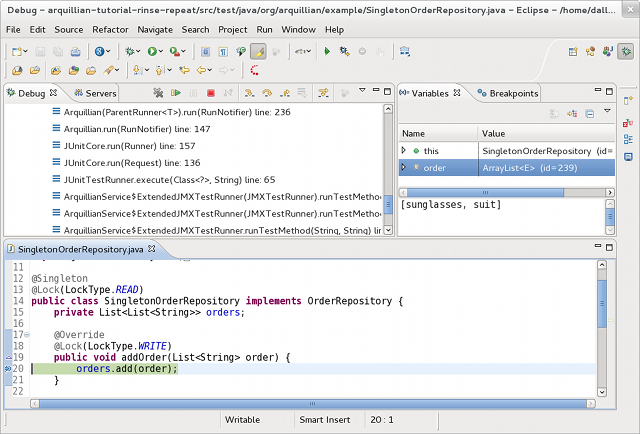 Debug – arquillian-tutorial-rinse-repeat/src/test/java/org/arquillian/example/SingletonOrderRepository.java – Eclipse – /home/dall
File Edit Source Refactor Navigate Search Project Run Window Help
Debug Servers
Arquillian(ParentRunner<T>).run(RunNotifier) line: 236
Arquillian.run(RunNotifier) line: 147
JUnitCore.run(Runner) line: 157
JUnitCore.run(Request) line: 136
JUnitTestRunner.execute(Class<?>, String) line: 65
ArquillianService$ExtendedJMXTestRunner(JMXTestRunner).runTestMethod
ArquillianService$ExtendedJMXTestRunner(JMXTestRunner).runTestMetho
ArquillianService$ExtendedJMXTestRunner.runTestMethod(String, String) lin
Variables Breakpoints
Name Value
this SingletonOrderRepository (id=
order ArrayList<E> (id=239)
[sunglasses, suit]
SingletonOrderRepository.java
11
12 @Singleton
13 @Lock(LockType.READ)
14 public class SingletonOrderRepository implements OrderRepository {
15 private List<List<String>> orders;
16
17 @Override
18 @Lock(LockType.WRITE)
19 public void addOrder(List<String> order) {
20 orders.add(order);
21 }
22
Writable Smart Insert 20 : 1